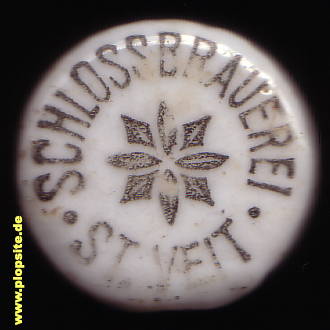 • SCHLOSSBRAUEREI •
ST. VEIT
www.plopsite.de